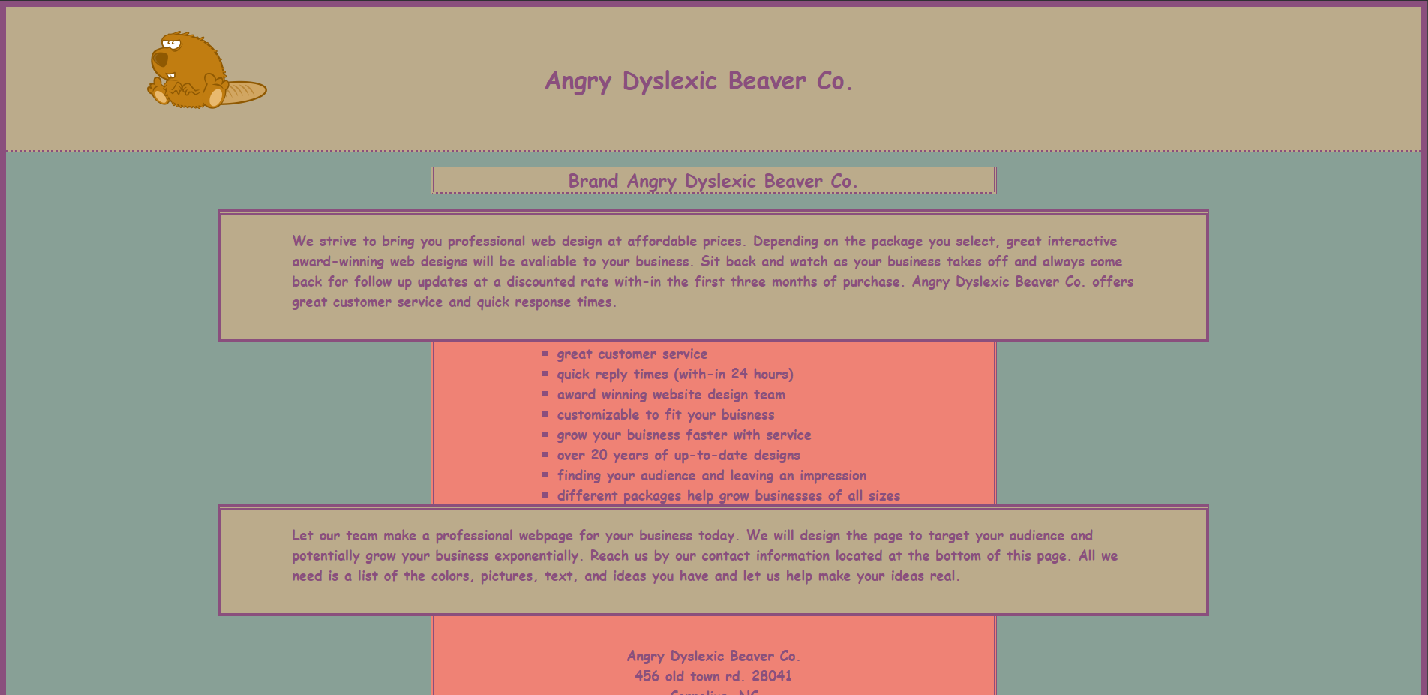 Angry Dyslexic Beaver Co.
Brand Angry Dyslexic Beaver Co.
We strive to bring you professional web design at affordable prices. Depending on the package you select, great interactive
award-winning web designs will be avaliable to your business. Sit back and watch as your business takes off and always come
back for follow up updates at a discounted rate with-in the first three months of purchase. Angry Dyslexic Beaver Co. offers
great customer service and quick response times.
great customer service
quick reply times (with-in 24 hours)
award winning website design team
customizable to fit your buisness
grow your buisness faster with service
over 20 years of up-to-date designs
finding your audience and leaving an impression
different packages help grow businesses of all sizes
Let our team make a professional webpage for your business today. We will design the page to target your audience and
potentially grow your business exponentially. Reach us by our contact information located at the bottom of this page. All we
need is a list of the colors, pictures, text, and ideas you have and let us help make your ideas real.
Angry Dyslexic Beaver Co.
456 old town rd. 28041
Cornelius, NC